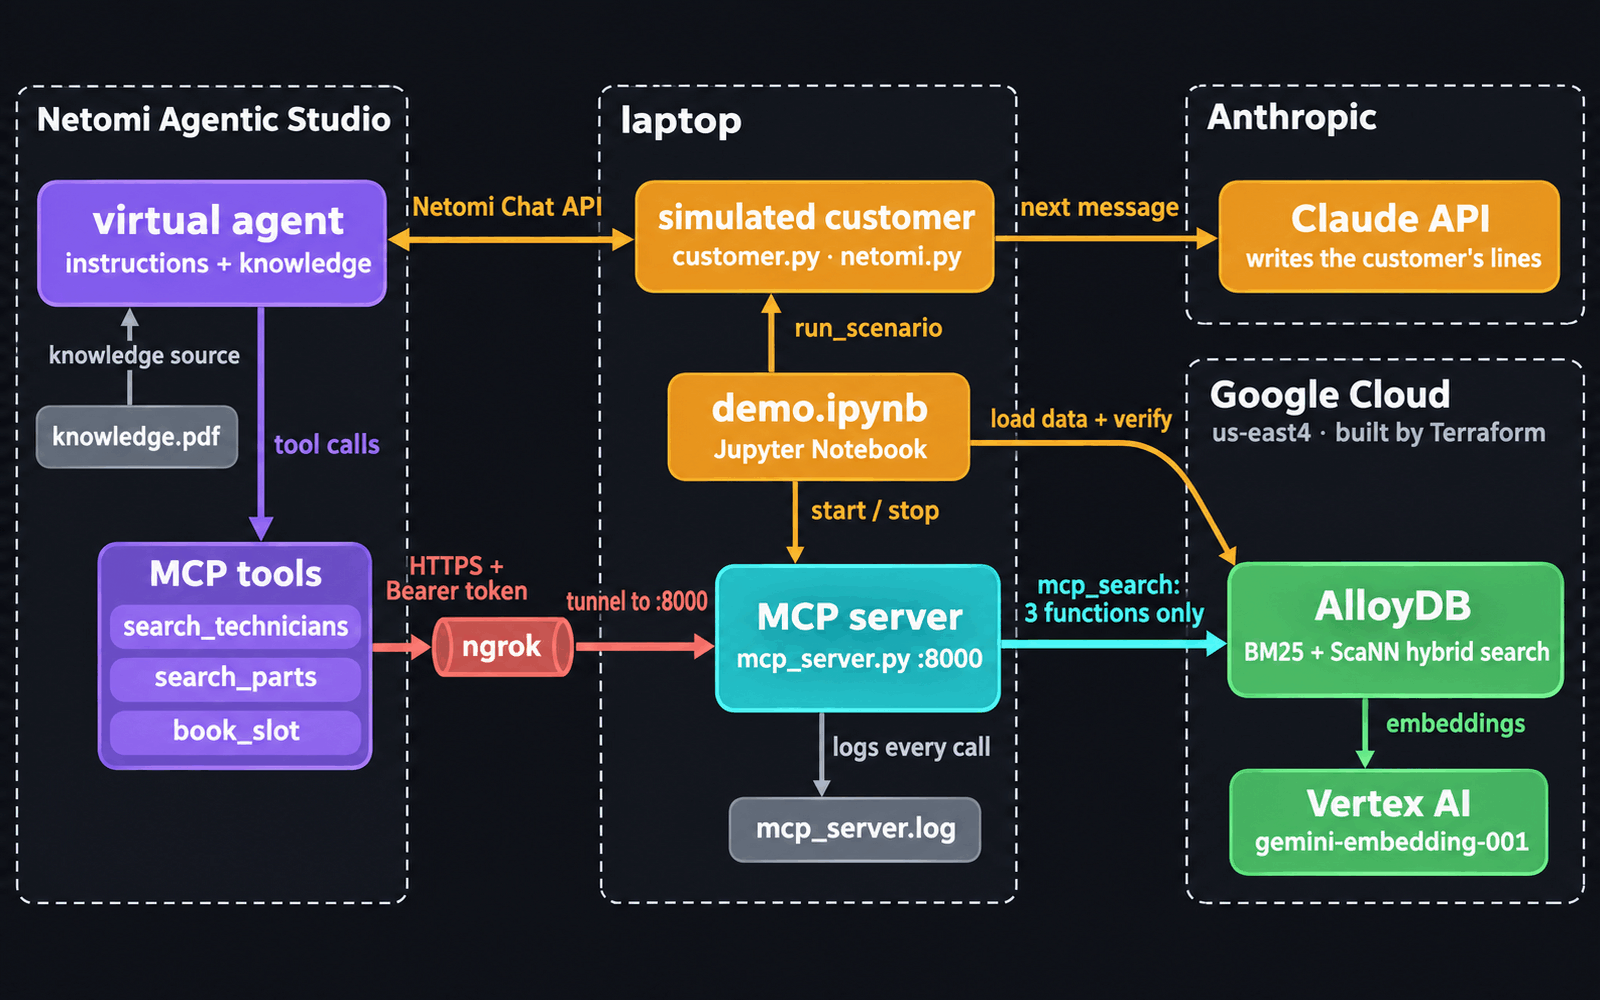 Netomi Agentic Studio
virtual agent
instructions + knowledge
knowledge source
knowledge.pdf
tool calls
MCP tools
search_technicians
search_parts
book_slot
Netomi Chat API
HTTPS +
Bearer token
ngrok
tunnel to :8000
laptop
simulated customer
customer.py · netomi.py
run_scenario
demo.ipynb
Jupyter Notebook
start / stop
MCP server
mcp_server.py :8000
logs every call
mcp_server.log
next message
load data + verify
mcp_search:
3 functions only
Anthropic
Claude API
writes the customer's lines
Google Cloud
us-east4 · built by Terraform
AlloyDB
BM25 + ScaNN hybrid search
embeddings
Vertex AI
gemini-embedding-001